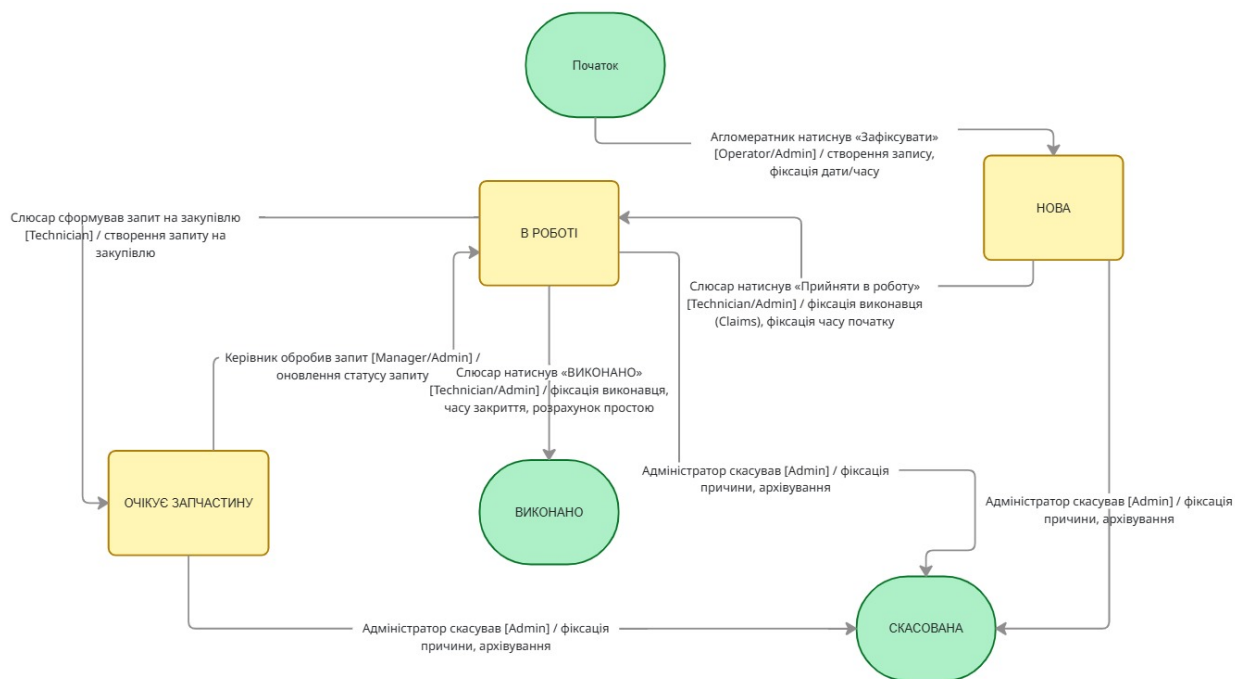 Початок
Агломератник натиснув «Зафіксувати»
[Operator/Admin] / створення запису,
фіксація дати/часу
НОВА
В РОБОТІ
Слюсар сформував запит на закупівлю
[Technician] / створення запиту на
закупівлю
Слюсар натиснув «Прийняти в роботу»
[Technician/Admin] / фіксація виконавця
(Claims), фіксація часу початку
Керівник обробив запит [Manager/Admin] /
оновлення статусу запиту
Слюсар натиснув «ВИКОНАНО»
[Technician/Admin] / фіксація виконавця,
часу закриття, розрахунок простою
Адміністратор скасував [Admin] / фіксація
причини, архівування
Адміністратор скасував [Admin] / фіксація
причини, архівування
ОЧІКУЄ ЗАПЧАСТИНУ
ВИКОНАНО
СКАСОВАНА
Адміністратор скасував [Admin] / фіксація
причини, архівування